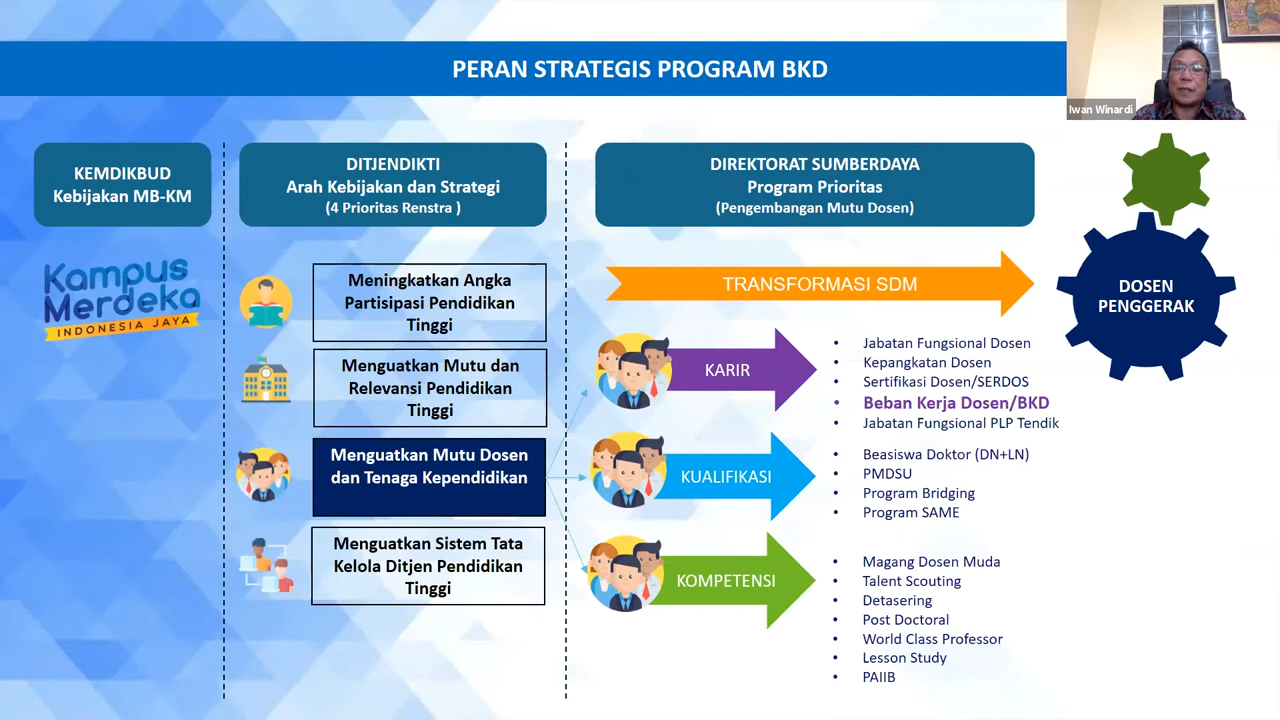 PERAN STRATEGIS PROGRAM BKD
Iwan Winardi
KEMDIKBUD
Kebijakan MB-KM
Kampus
Merdeka
INDONESIA JAYA
DITJENDIKTI
Arah Kebijakan dan Strategi
(4 Prioritas Renstra )
Meningkatkan Angka
Partisipasi Pendidikan
Tinggi
Menguatkan Mutu dan
Relevansi Pendidikan
Tinggi
Menguatkan Mutu Dosen
dan Tenaga Kependidikan
Menguatkan Sistem Tata
Kelola Ditjen Pendidikan
Tinggi
DIREKTORAT SUMBERDAYA
Program Prioritas
(Pengembangan Mutu Dosen)
TRANSFORMASI SDM
DOSEN
PENGGERAK
KARIR
• Jabatan Fungsional Dosen
• Kepangkatan Dosen
• Sertifikasi Dosen/SERDOS
• Beban Kerja Dosen/BKD
• Jabatan Fungsional PLP Tendik
KUALIFIKASI
• Beasiswa Doktor (DN+LN)
• PMDSU
• Program Bridging
• Program SAME
KOMPETENSI
• Magang Dosen Muda
• Talent Scouting
• Detasering
• Post Doctoral
• World Class Professor
• Lesson Study
• PAIIB